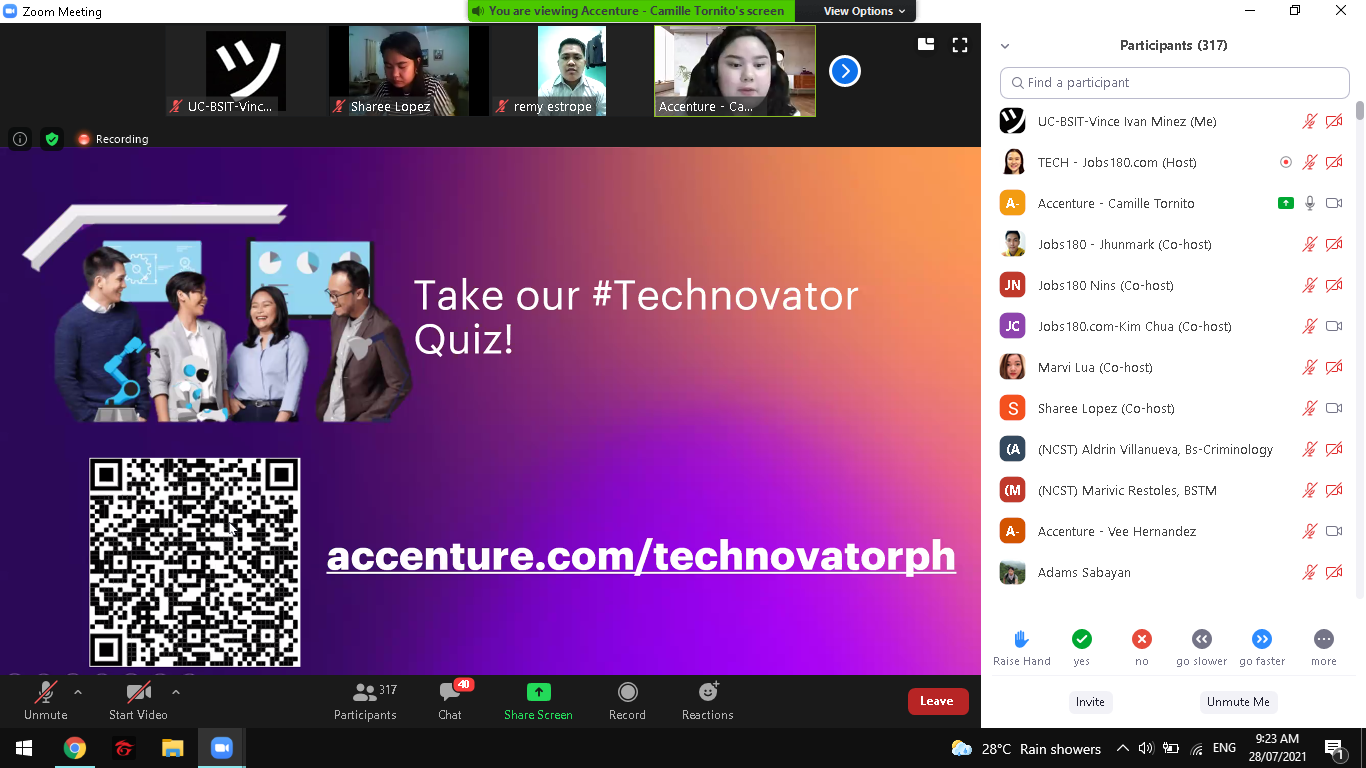 Zoom Meeting
You are viewing Accenture - Camille Tornito's screen
View Options
UC-BSIT-Vinc...
Sharee Lopez
remy estrope
Accenture - Ca...
Recording
Take our #Technovator
Quiz!
accenture.com/technovatorph
Unmute
Start Video
317
Participants
40
Chat
Share Screen
Record
Reactions
Leave
Participants (317)
Find a participant
UC-BSIT-Vince Ivan Minez (Me)
TECH - Jobs180.com (Host)
A- Accenture - Camille Tornito
Jobs180 - Jhunmark (Co-host)
JN Jobs180 Nins (Co-host)
JC Jobs180.com-Kim Chua (Co-host)
Marvi Lua (Co-host)
S Sharee Lopez (Co-host)
(A (NCST) Aldrin Villanueva, Bs-Criminology
(M (NCST) Marivic Restoles, BSTM
A- Accenture - Vee Hernandez
Adams Sabayan
Raise Hand yes no go slower go faster more
Invite Unmute Me
28°C Rain showers
ENG
9:23 AM
28/07/2021
1